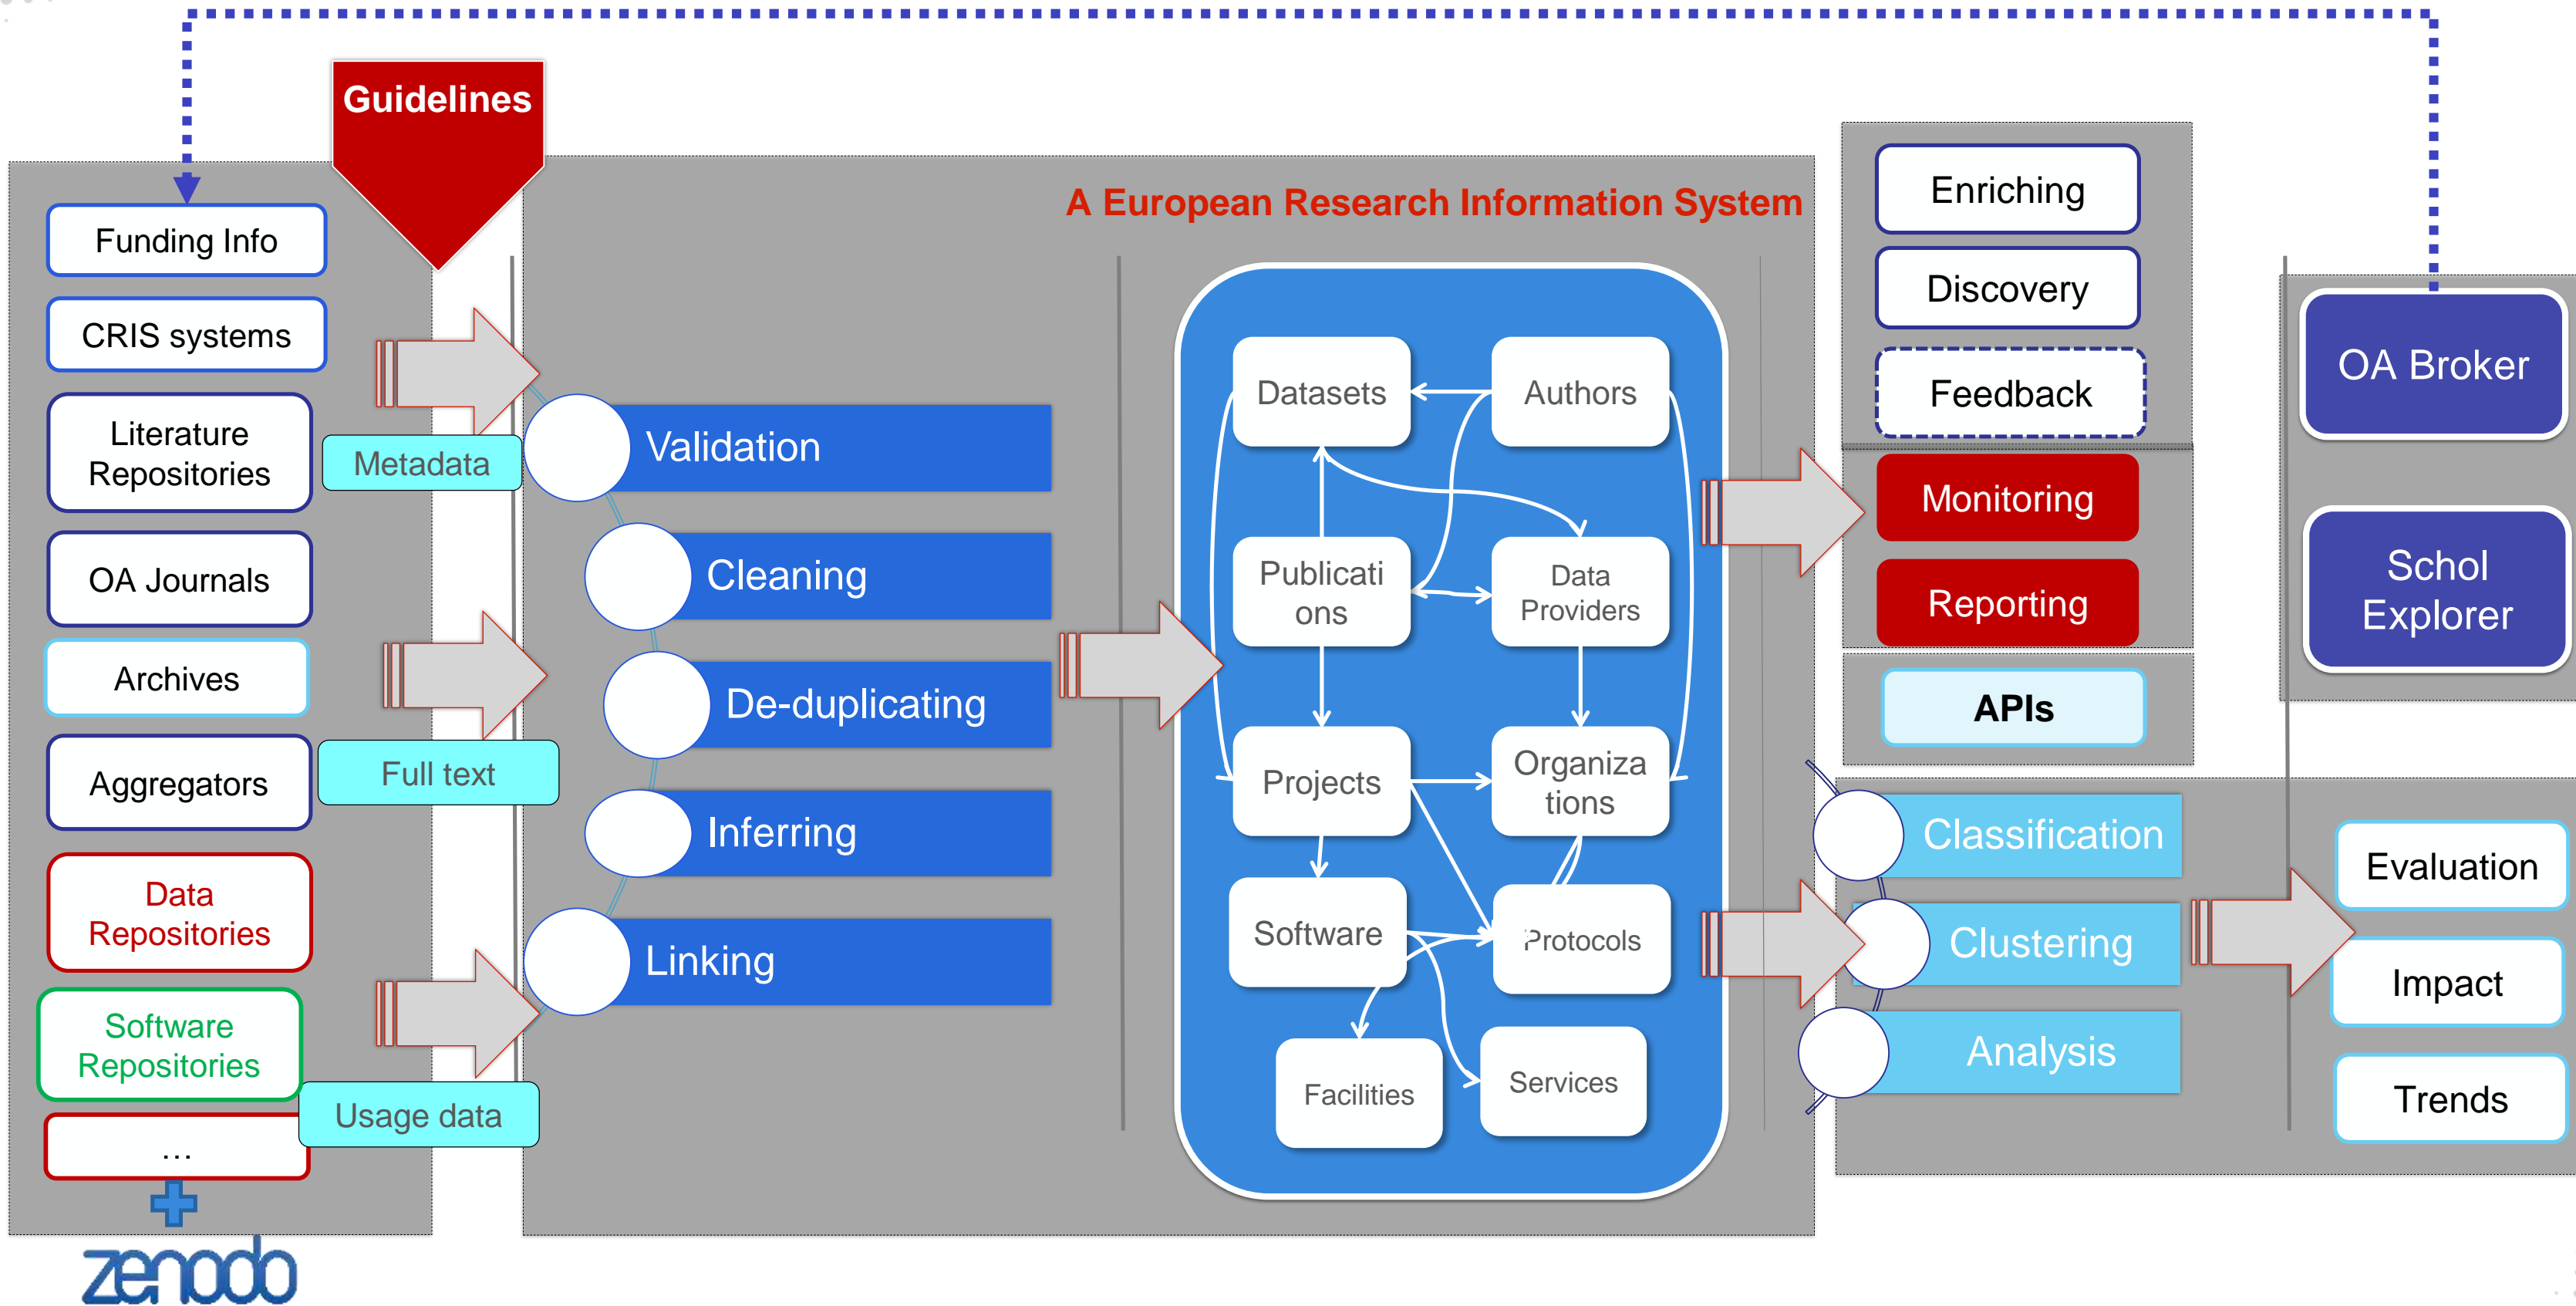 Guidelines
Funding Info
CRIS systems
Literature
Repositories
OA Journals
Archives
Aggregators
Data
Repositories
Software
Repositories
...
zenodo
Metadata
Full text
Usage data
A European Research Information System
Validation
Cleaning
De-duplicating
Inferring
Linking
Datasets
Authors
Publicati
ons
Data
Providers
Projects
Organiza
tions
Software
Protocols
Facilities
Services
Enriching
Discovery
Feedback
Monitoring
Reporting
APIs
Classification
Clustering
Analysis
OA Broker
Schol
Explorer
Evaluation
Impact
Trends